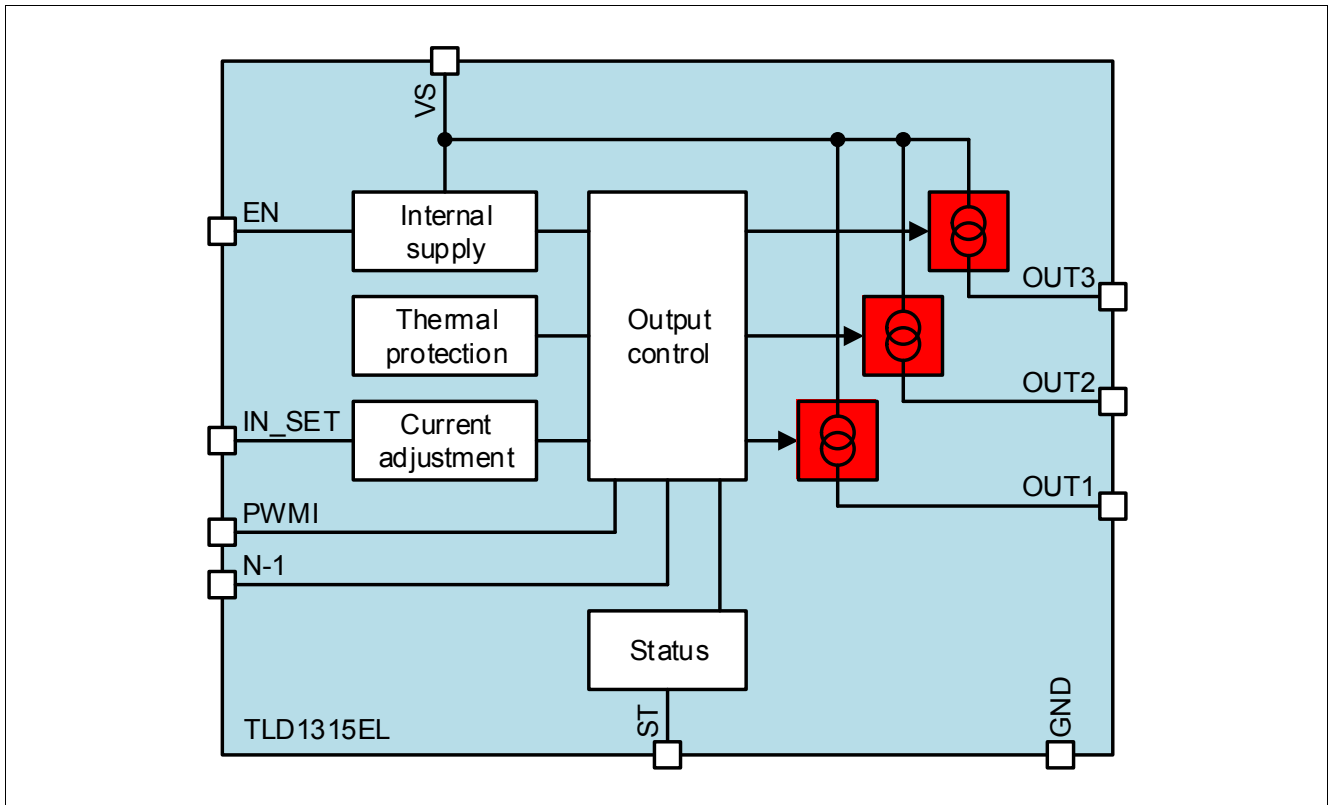 VS
EN
Internal
supply
OUT3
Thermal
protection
Output
control
OUT2
IN_SET
Current
adjustment
OUT1
PWMI
N-1
Status
TLD1315EL
ST
GND